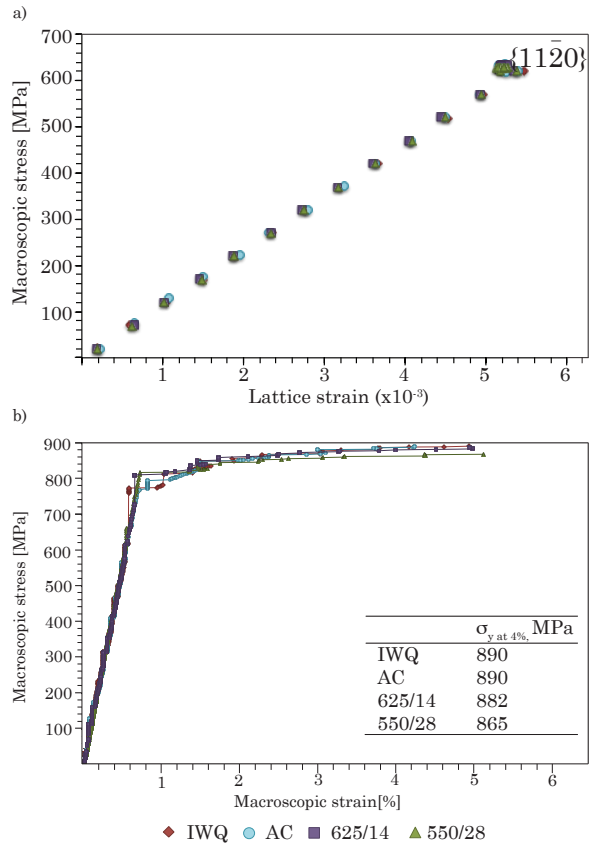 a)
700
600
500
400
300
200
100
Macroscopic stress [MPa]
{112̄0}
1 2 3 4 5 6
Lattice strain (x10-3)
b)
900
800
700
600
500
400
300
200
100
Macroscopic stress [MPa]
σy at 4%, MPa
IWQ 890
AC 890
625/14 882
550/28 865
1 2 3 4 5 6
Macroscopic strain[%]
IWQ AC 625/14 550/28